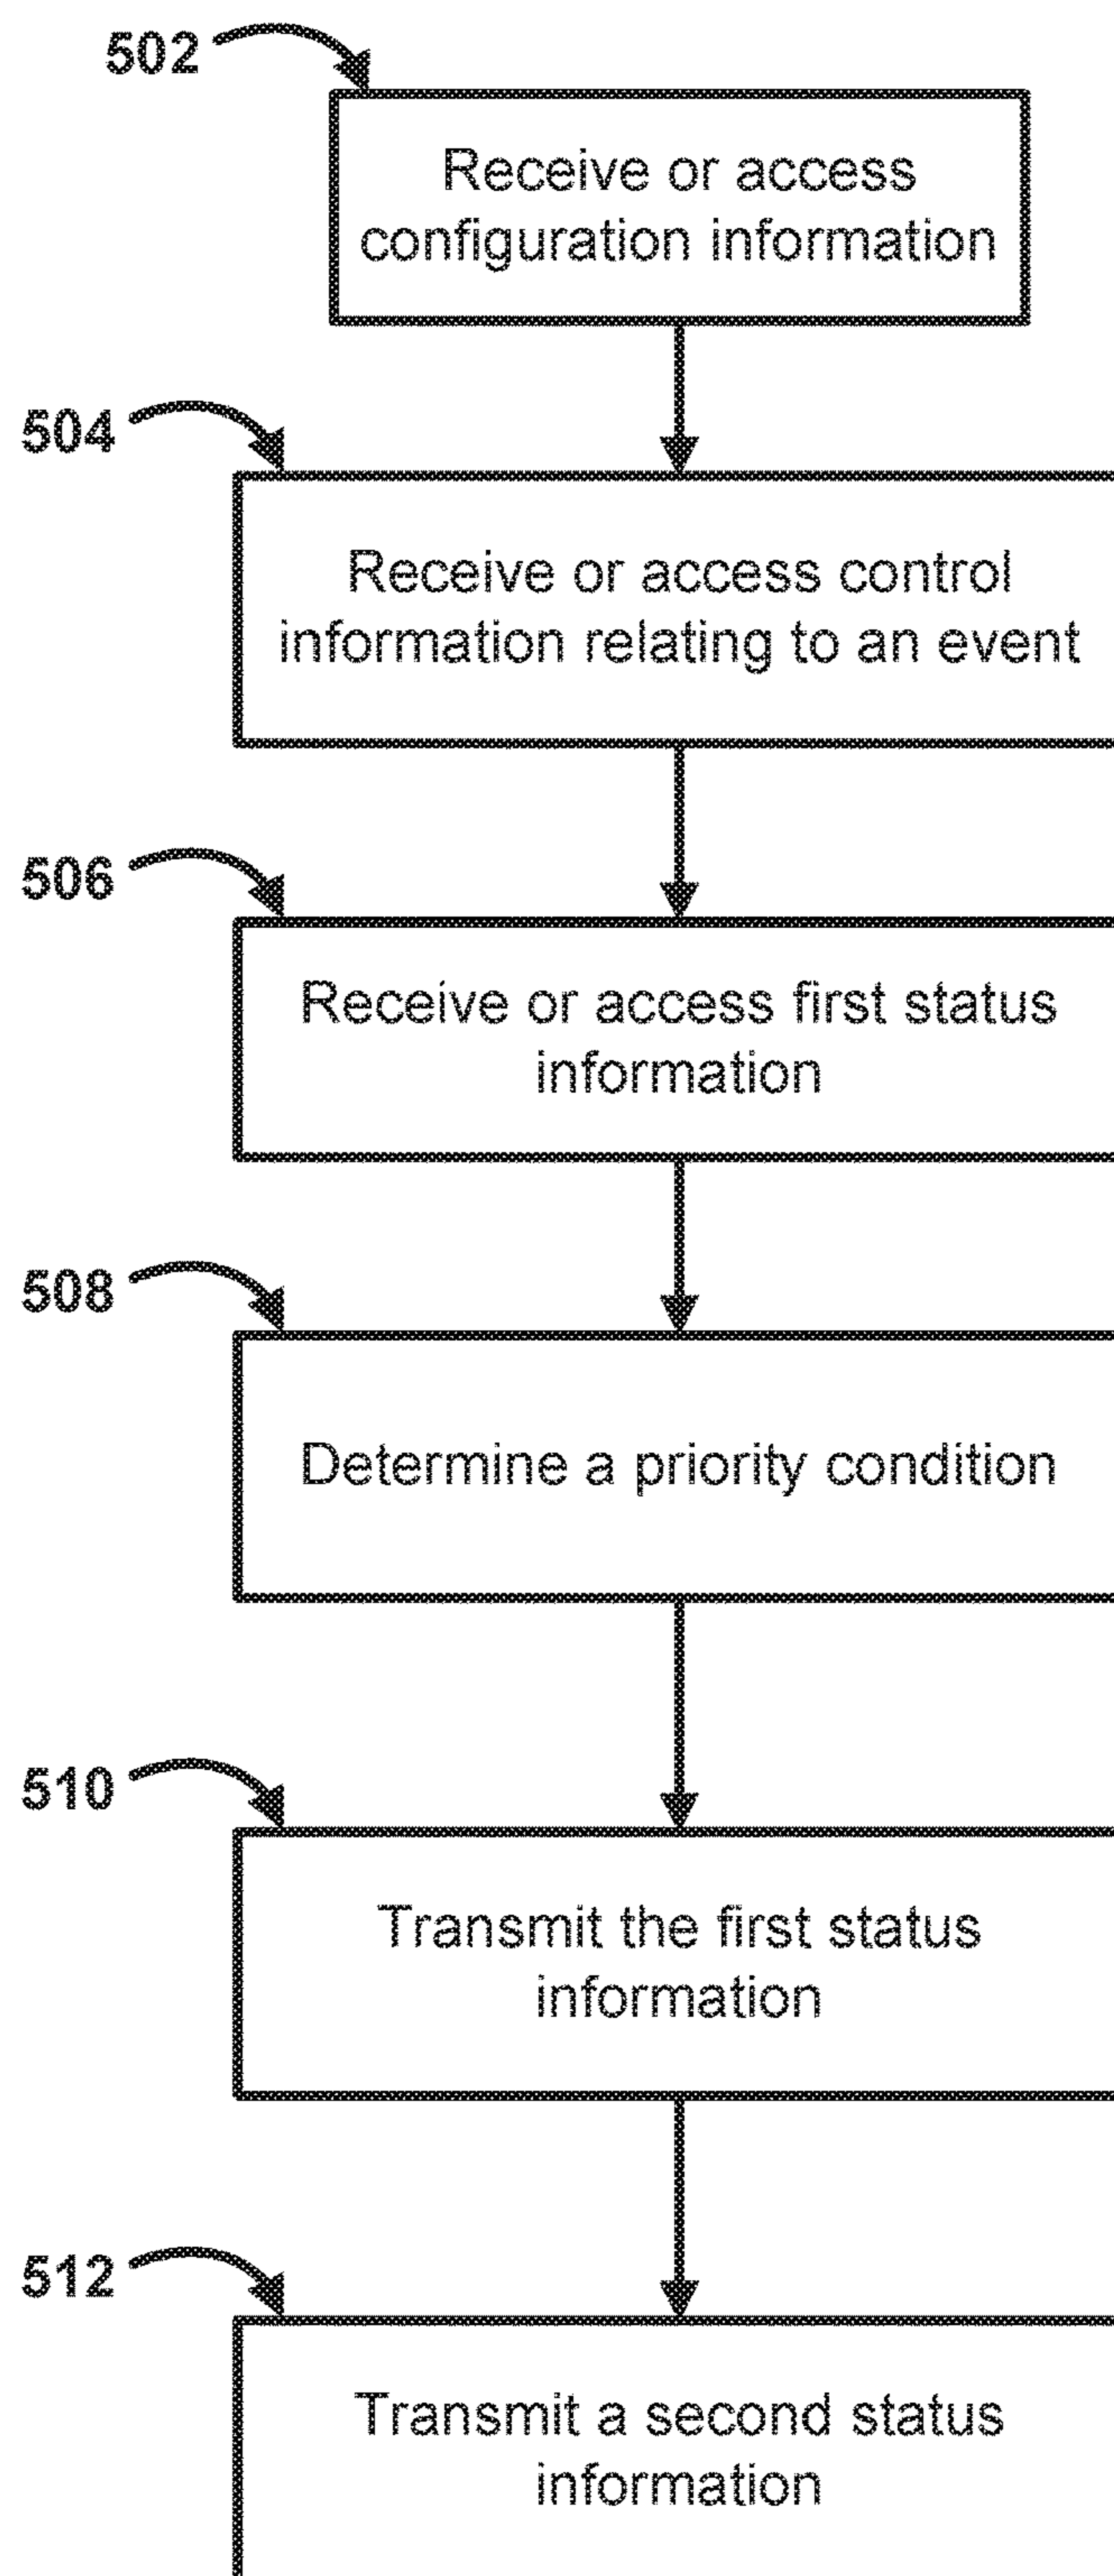 502
Receive or access
configuration information
504
Receive or access control
information relating to an event
506
Receive or access first status
information
508
Determine a priority condition
510
Transmit the first status
information
512
Transmit a second status
information